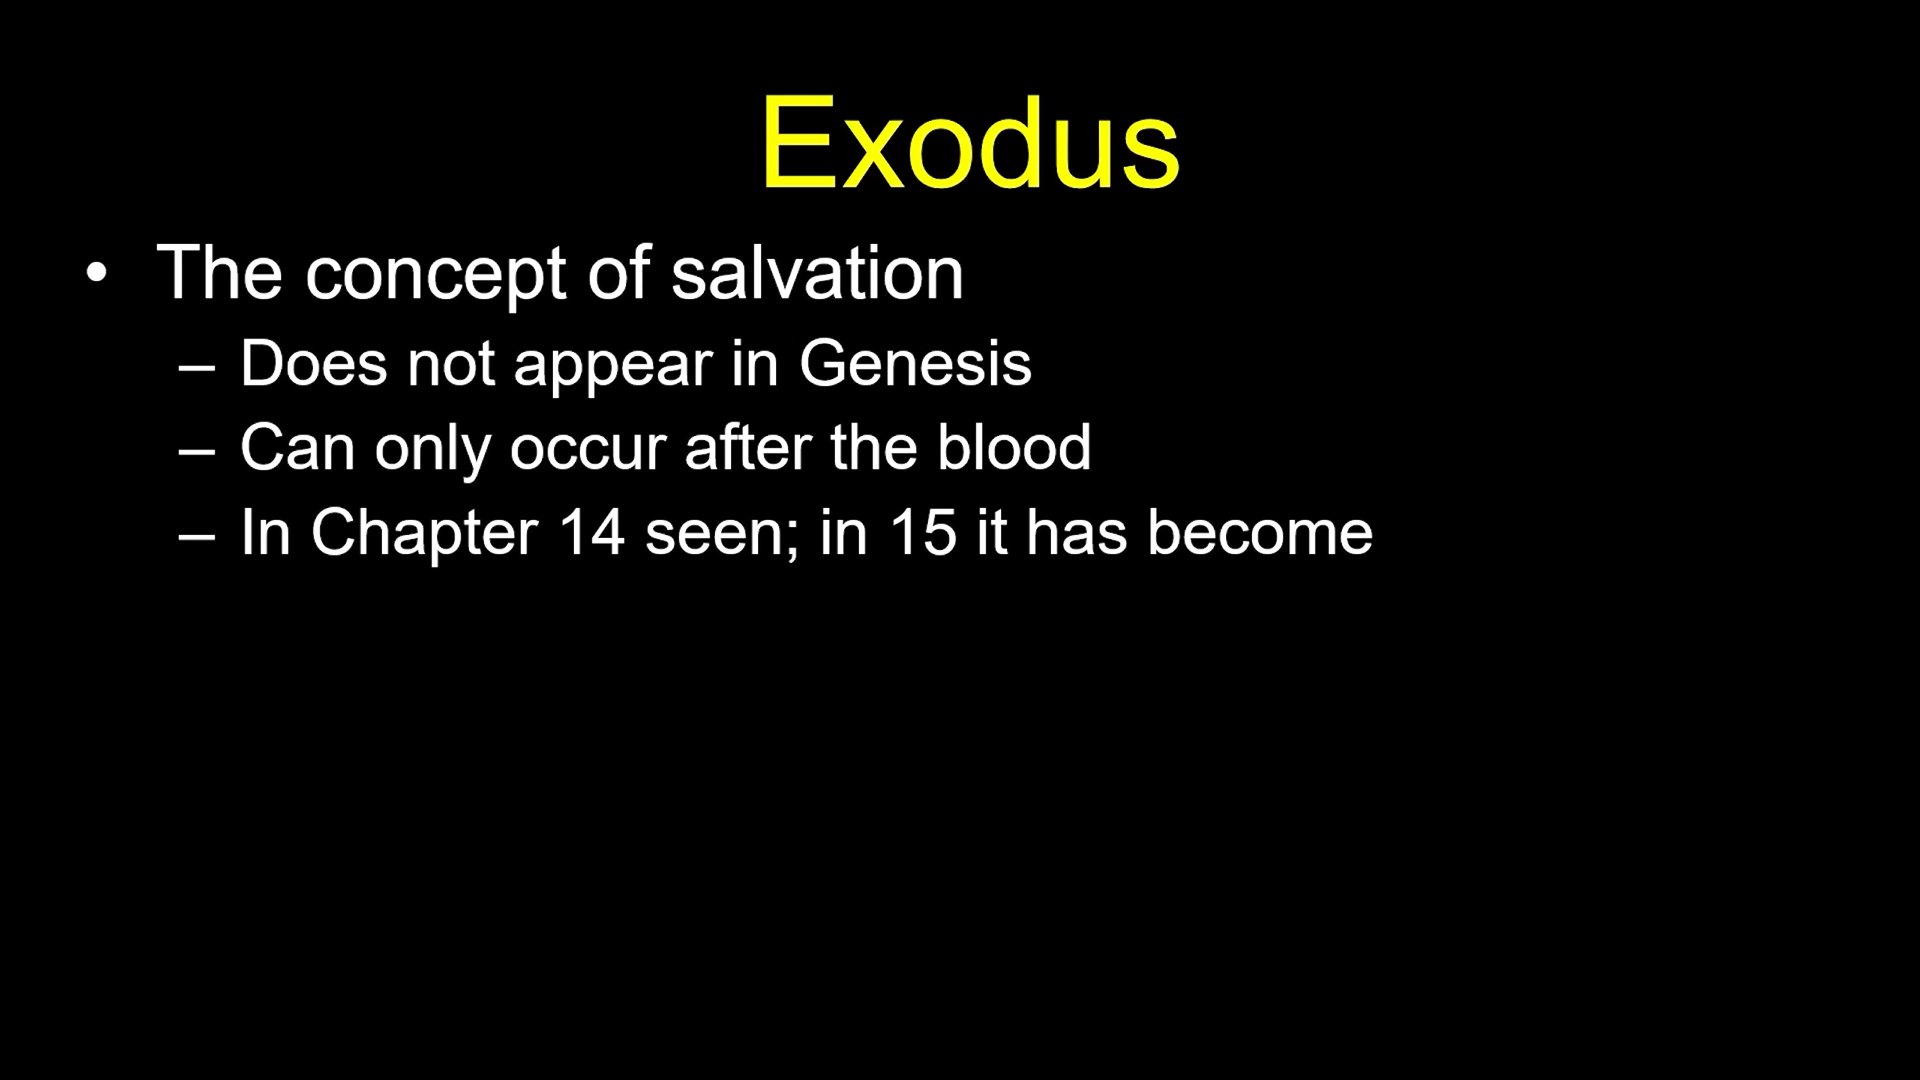 Exodus
• The concept of salvation
– Does not appear in Genesis
– Can only occur after the blood
– In Chapter 14 seen; in 15 it has become